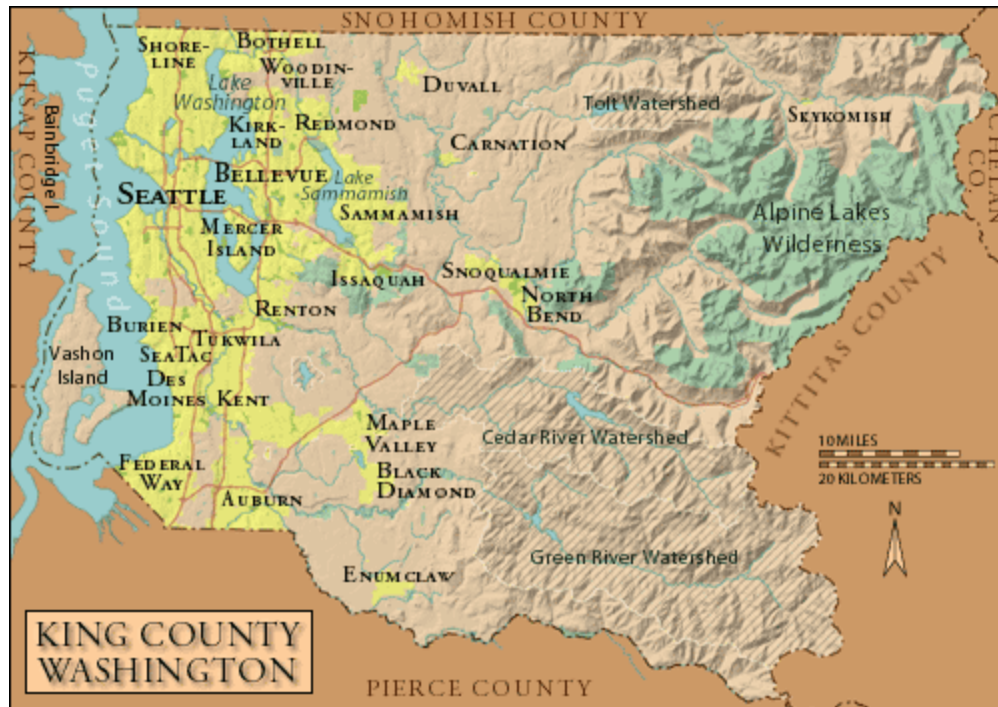 SNOHOMISH COUNTY
SHORE-
LINE
BOTHELL
WOODIN-
VILLE
DUVALL
Lake
Washington
Tolt Watershed
SKYKOMISH
KIRK-
LAND
REDMOND
CARNATION
KITSAP COUNTY
Bainbridge I.
puget sound
CHELAN
CO.
BELLEVUE
Lake
Sammamish
SEATTLE
SAMMAMISH
MERCER
ISLAND
Alpine Lakes
Wilderness
ISSAQUAH
SNOQUALMIE
NORTH
BEND
RENTON
BURIEN
TUKWILA
SEATAC
Vashon
Island
DES
MOINES
KENT
KITTITAS COUNTY
MAPLE
VALLEY
Cedar River Watershed
10 MILES
20 KILOMETERS
FEDERAL
WAY
BLACK
DIAMOND
AUBURN
N
Green River Watershed
ENUMCLAW
KING COUNTY
WASHINGTON
PIERCE COUNTY